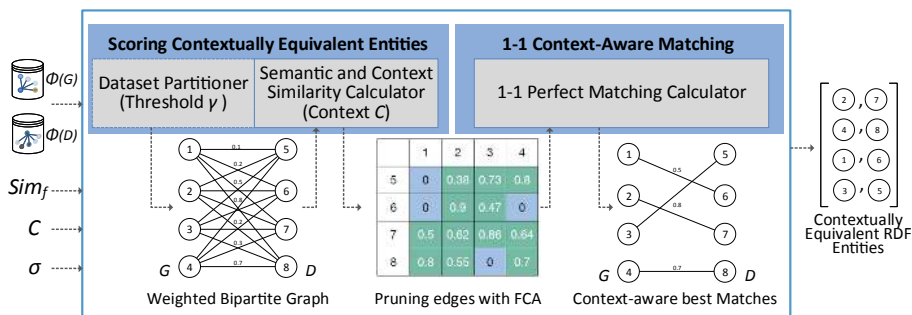 Scoring Contextually Equivalent Entities
1-1 Context-Aware Matching
Dataset Partitioner
(Threshold γ )
Semantic and Context
Similarity Calculator
(Context C)
1-1 Perfect Matching Calculator
Φ(G)
Φ(D)
Sim_f
C
σ
1 0.1 5
0.2
2 0.5 6
0.8
3 0.2 7
0.3
G 4 0.7 8 D
Weighted Bipartite Graph
1 2 3 4
5 0 0.38 0.73 0.8
6 0 0.9 0.47 0
7 0.5 0.62 0.86 0.64
8 0.8 0.55 0 0.7
Pruning edges with FCA
1 5
0.5
2 6
0.8
3 7
G 4 0.7 8 D
Context-aware best Matches
2 , 7
4 , 8
1 , 6
3 , 5
Contextually
Equivalent RDF
Entities